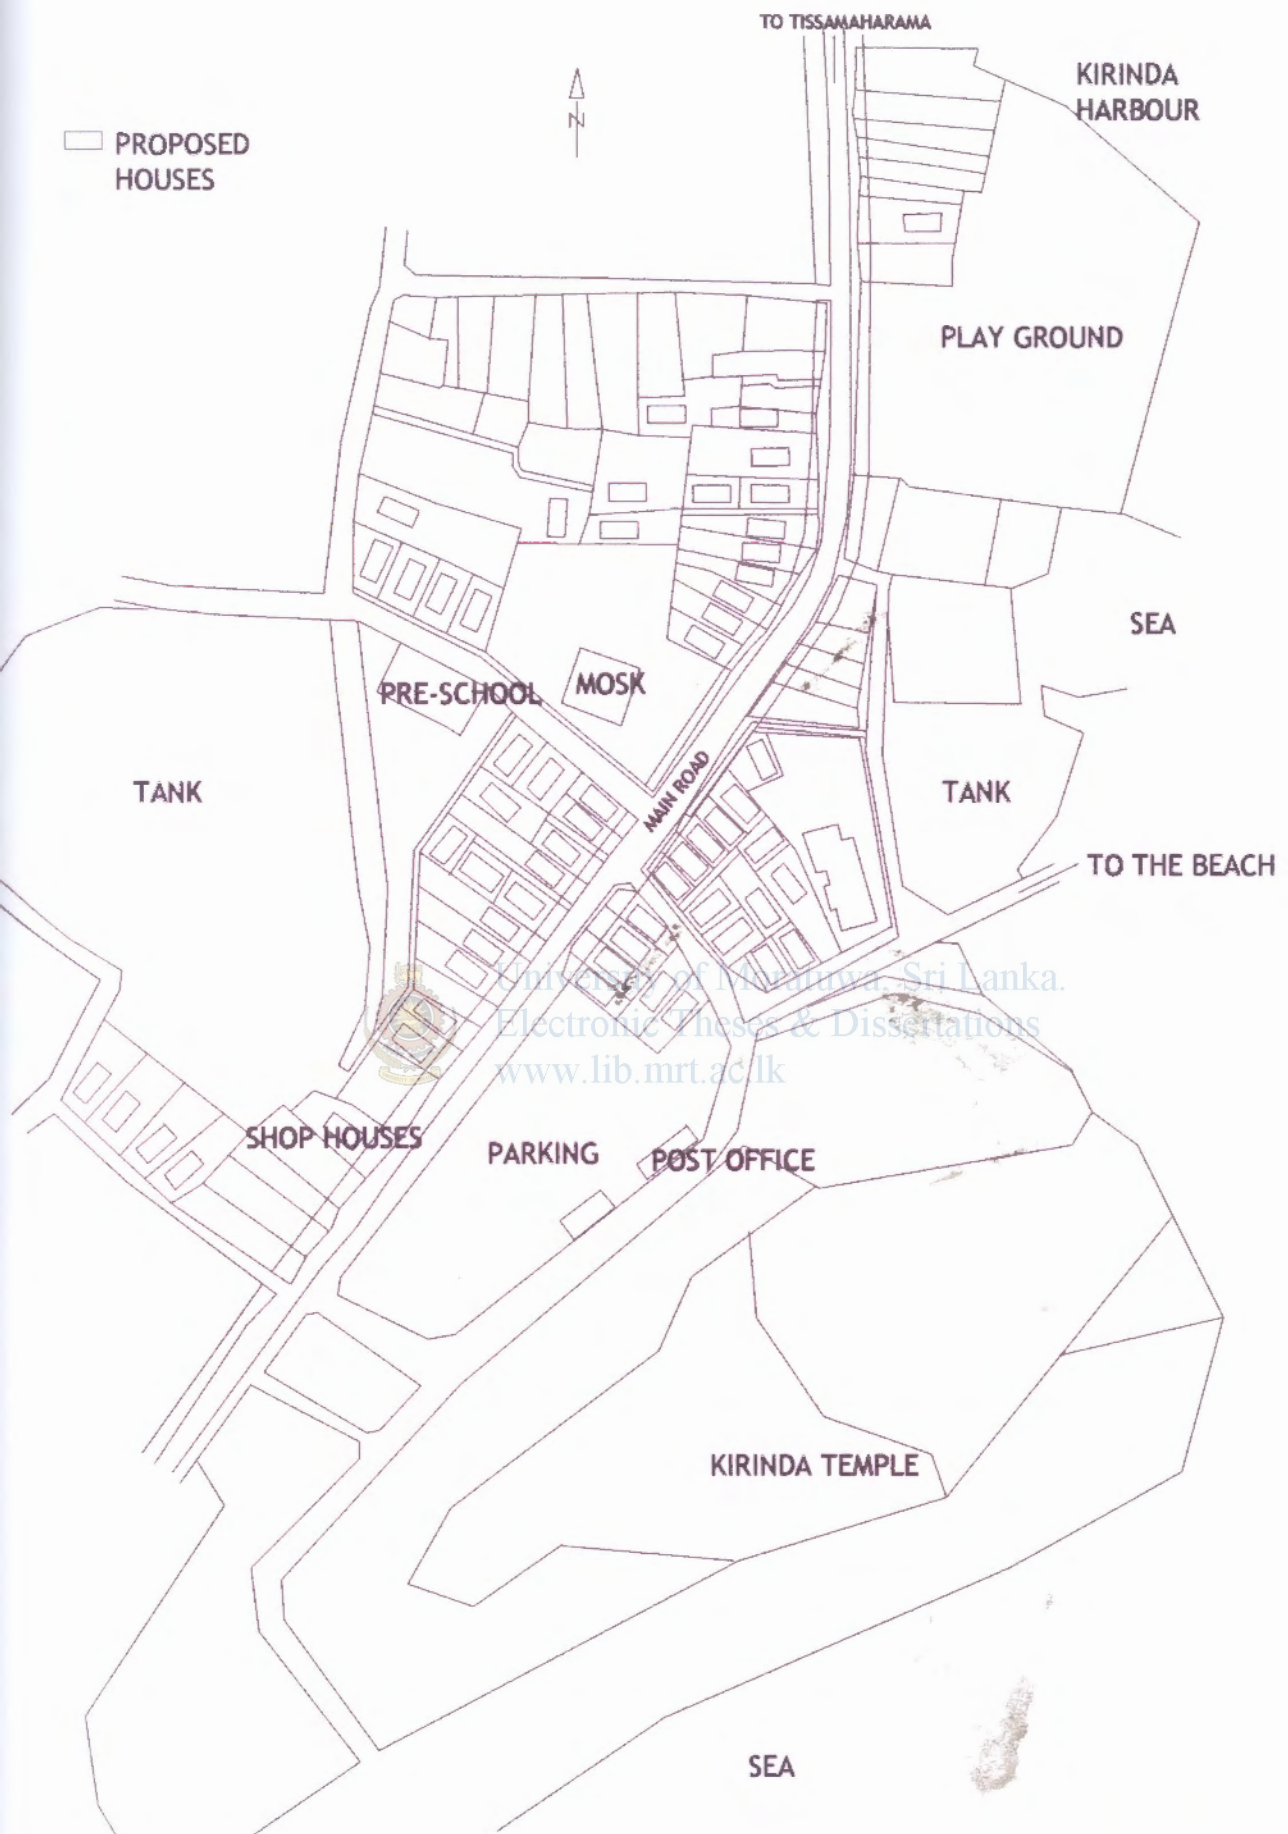 TO TISSAMAHARAMA
KIRINDA
HARBOUR
N
PROPOSED
HOUSES
PLAY GROUND
SEA
PRE-SCHOOL
MOSK
TANK
MAIN ROAD
TANK
TO THE BEACH
University of Moratuwa, Sri Lanka.
Electronic Theses & Dissertations
www.lib.mrt.ac.lk
SHOP HOUSES
PARKING
POST OFFICE
KIRINDA TEMPLE
SEA